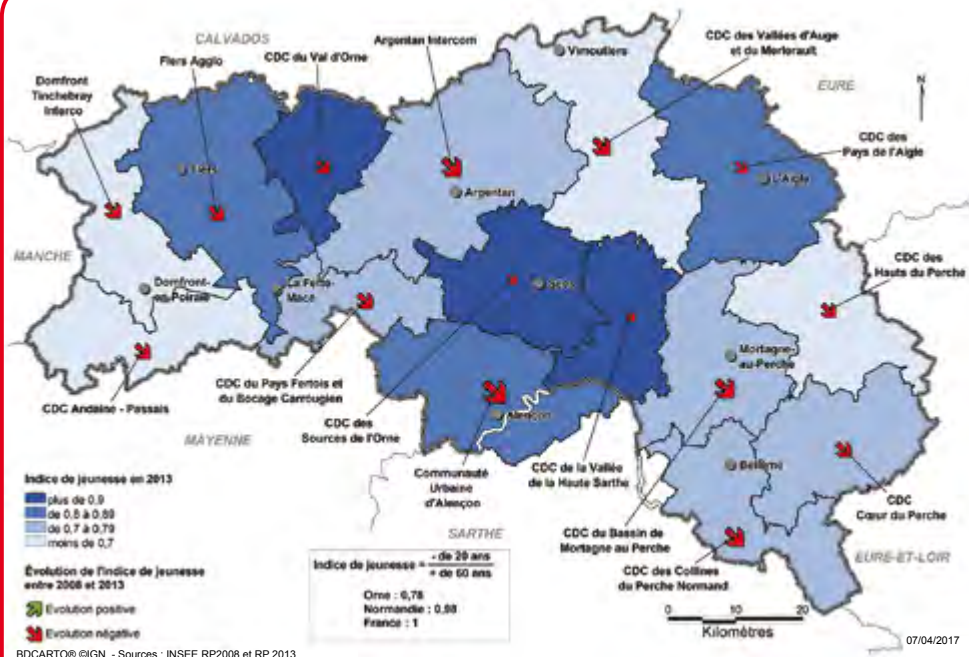 CALVADOS
Argentan Intercom
Vimoutiers
CDC des Vallées d'Auge
et du Merlerault
Flers Agglo
CDC du Val d'Orne
Domfront
Tinchebray
Interco
EURE
N
CDC des
Pays de l'Aigle
Flers
L'Aigle
Argentan
MANCHE
CDC des
Hauts du Perche
Domfront-
en-Poiraie
La Ferté-
Macé
Sées
Mortagne-
au-Perche
CDC Andaine - Passais
CDC du Pays Fertois et
du Bocage Carrougien
CDC des
Sources de l'Orne
MAYENNE
Alençon
Communauté
Urbaine
d'Alençon
CDC de la Vallée
de la Haute Sarthe
Bellême
CDC
Cœur du Perche
CDC du Bassin de
Mortagne au Perche
SARTHE
CDC des Collines
du Perche Normand
EURE-ET-LOIR
Indice de jeunesse en 2013
plus de 0,9
de 0,8 à 0,89
de 0,7 à 0,79
moins de 0,7
Évolution de l'indice de jeunesse
entre 2008 et 2013
Evolution positive
Evolution négative
Indice de jeunesse = - de 20 ans
+ de 60 ans
Orne : 0,78
Normandie : 0,98
France : 1
0 10 20
Kilomètres
07/04/2017
BDCARTO® ©IGN - Sources : INSEE RP2008 et RP 2013